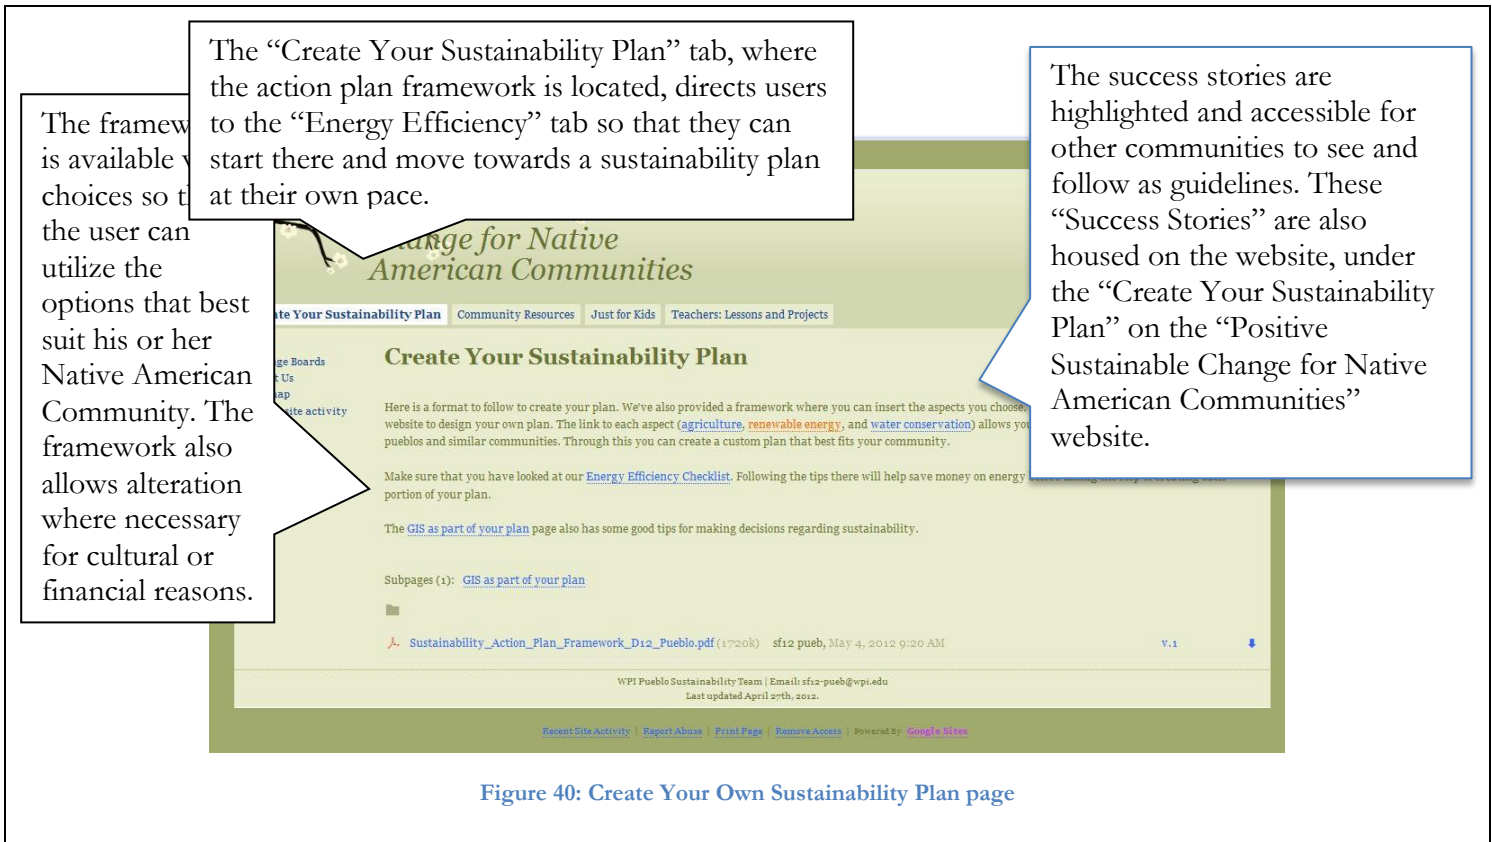 The “Create Your Sustainability Plan” tab, where
the action plan framework is located, directs users
to the “Energy Efficiency” tab so that they can
start there and move towards a sustainability plan
at their own pace.
The
is available
choices so
the user can
utilize the
options that best
suit his or her
Native American
Community. The
framework also
allows alteration
where necessary
for cultural or
financial reasons.
The success stories are
highlighted and accessible for
other communities to see and
follow as guidelines. These
“Success Stories” are also
housed on the website, under
the “Create Your Sustainability
Plan” on the “Positive
Sustainable Change for Native
American Communities”
website.
Change for Native
American Communities
Your Sustainability Plan Community Resources Just for Kids Teachers: Lessons and Projects
Boards
Us
site activity
Create Your Sustainability Plan
Here is a format to follow to create your plan. We've also provided a framework where you can insert the aspects you choose.
website to design your own plan. The link to each aspect (agriculture, renewable energy, and water conservation) allows you
pueblos and similar communities. Through this you can create a custom plan that best fits your community.
Make sure that you have looked at our Energy Efficiency Checklist. Following the tips there will help save money on energy before taking the step of creating each
portion of your plan.
The GIS as part of your plan page also has some good tips for making decisions regarding sustainability.
Subpages (1): GIS as part of your plan
Sustainability_Action_Plan_Framework_D12_Pueblo.pdf (1720k) sf12 pueb, May 4, 2012 9:20 AM v.1
WPI Pueblo Sustainability Team | Email: sf12-pueb@wpi.edu
Last updated April 27th, 2012.
Recent Site Activity | Report Abuse | Print Page | Remove Access | Powered By Google Sites
Figure 40: Create Your Own Sustainability Plan page